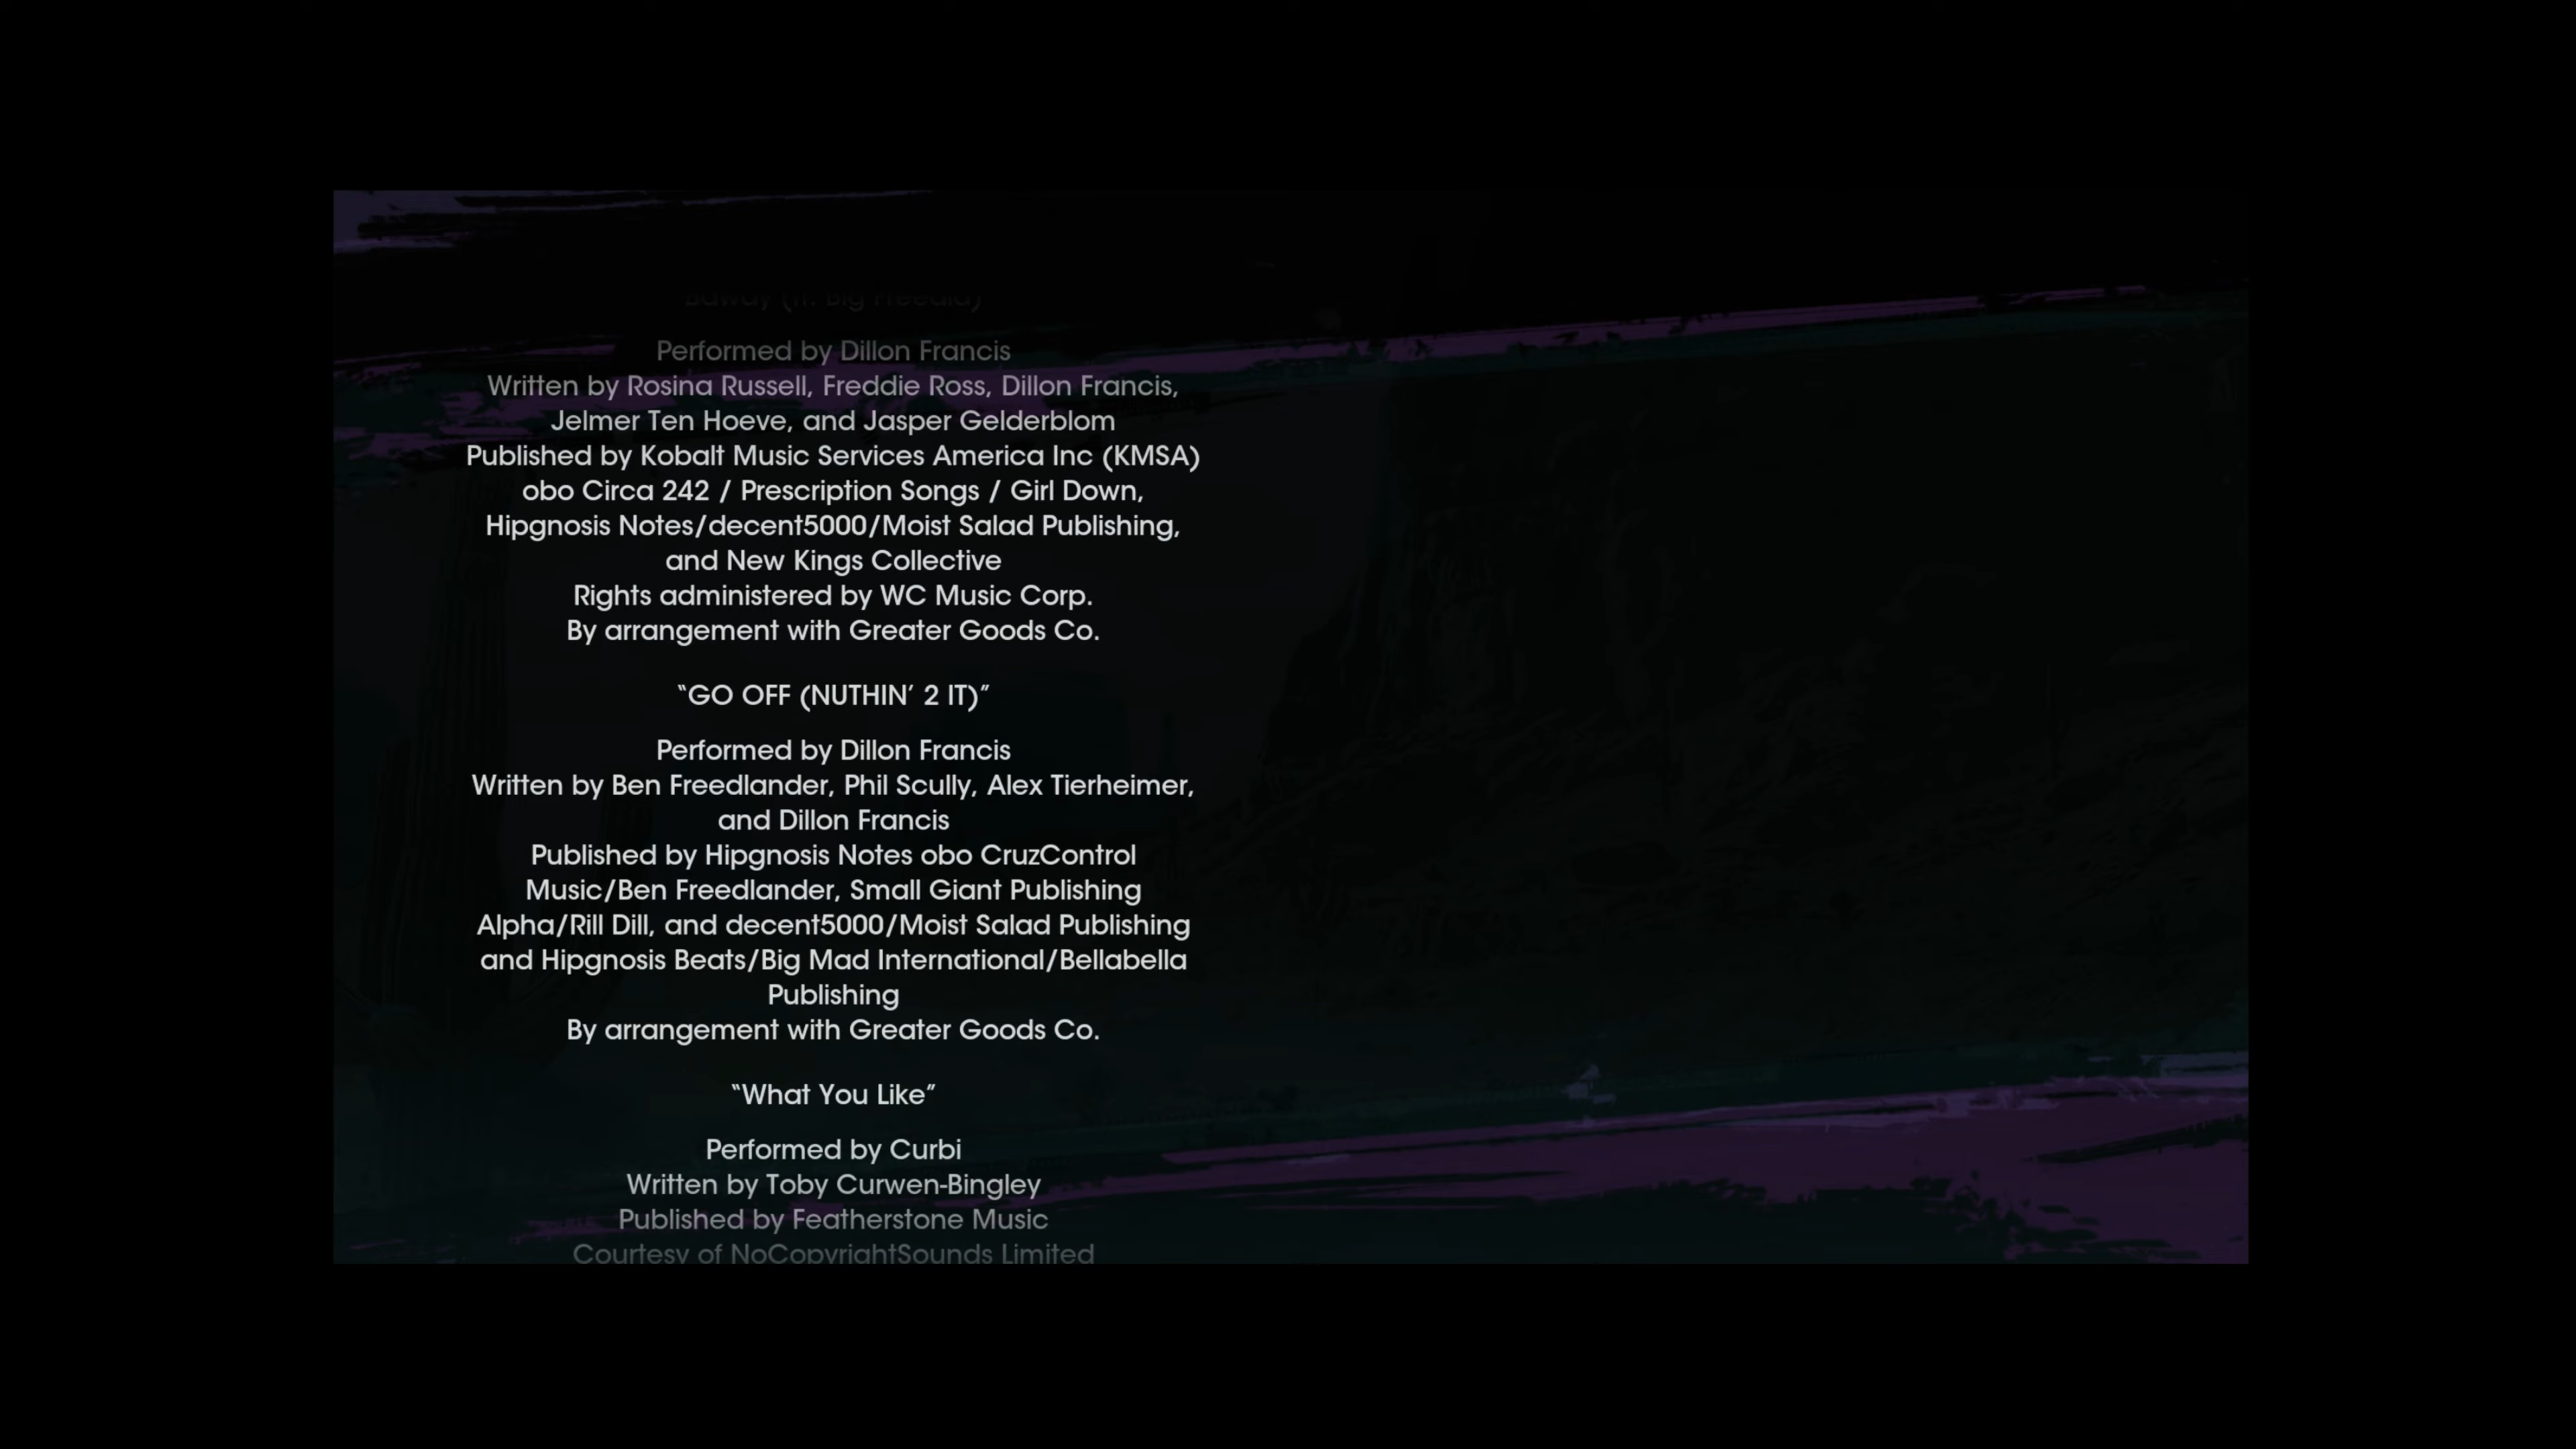 Baway (ft. Big Freedia)
Performed by Dillon Francis
Written by Rosina Russell, Freddie Ross, Dillon Francis,
Jelmer Ten Hoeve, and Jasper Gelderblom
Published by Kobalt Music Services America Inc (KMSA)
obo Circa 242 / Prescription Songs / Girl Down,
Hipgnosis Notes/decent5000/Moist Salad Publishing,
and New Kings Collective
Rights administered by WC Music Corp.
By arrangement with Greater Goods Co.
“GO OFF (NUTHIN’ 2 IT)”
Performed by Dillon Francis
Written by Ben Freedlander, Phil Scully, Alex Tierheimer,
and Dillon Francis
Published by Hipgnosis Notes obo CruzControl
Music/Ben Freedlander, Small Giant Publishing
Alpha/Rill Dill, and decent5000/Moist Salad Publishing
and Hipgnosis Beats/Big Mad International/Bellabella
Publishing
By arrangement with Greater Goods Co.
“What You Like”
Performed by Curbi
Written by Toby Curwen-Bingley
Published by Featherstone Music
Courtesy of NoCopyrightSounds Limited